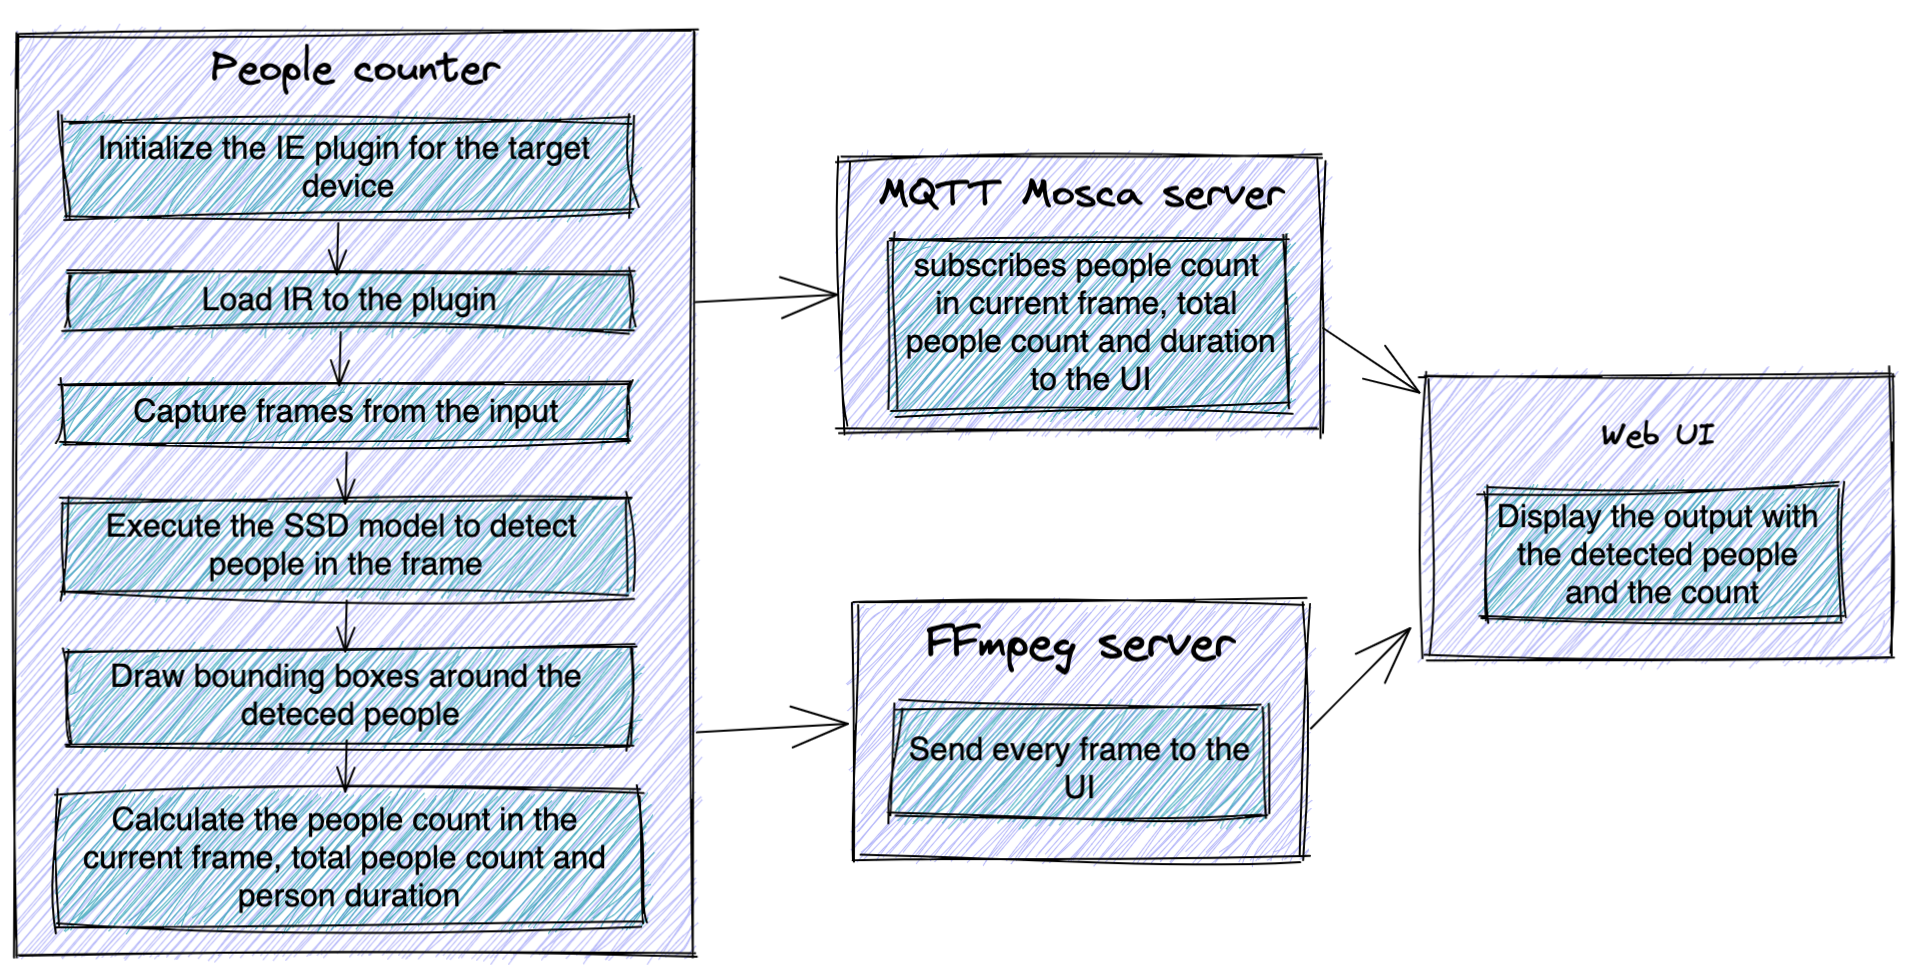 People counter
Initialize the IE plugin for the target
device
Load IR to the plugin
Capture frames from the input
Execute the SSD model to detect
people in the frame
Draw bounding boxes around the
deteced people
Calculate the people count in the
current frame, total people count and
person duration
MQTT Mosca server
subscribes people count
in current frame, total
people count and duration
to the UI
FFmpeg server
Send every frame to the
UI
Web UI
Display the output with
the detected people
and the count